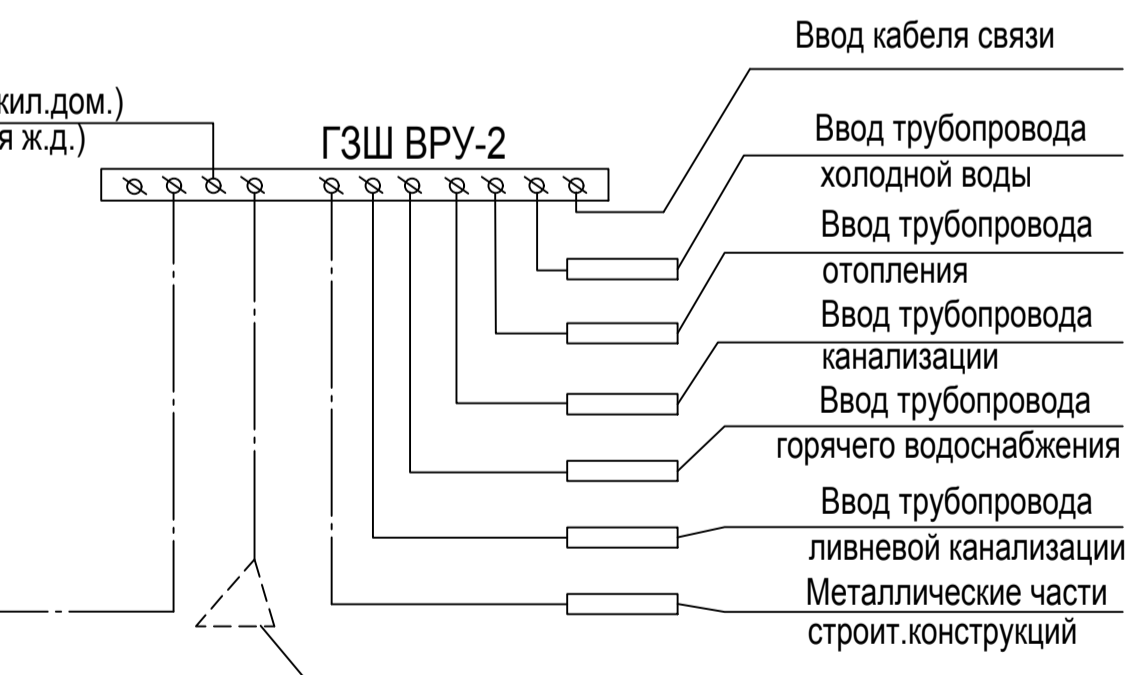 Ввод кабеля связи
жил.дом.)
я ж.д.)
ГЗШ ВРУ-2
Ввод трубопровода
холодной воды
Ввод трубопровода
отопления
Ввод трубопровода
канализации
Ввод трубопровода
горячего водоснабжения
Ввод трубопровода
ливневой канализации
Металлические части
строит.конструкций